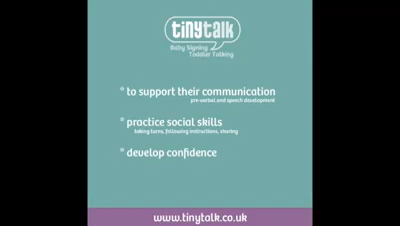 tinytalk
Baby Signing
Toddler Talking
* to support their communication
pre-verbal and speech development
* practice social skills
taking turns, following instructions, sharing
* develop confidence
www.tinytalk.co.uk